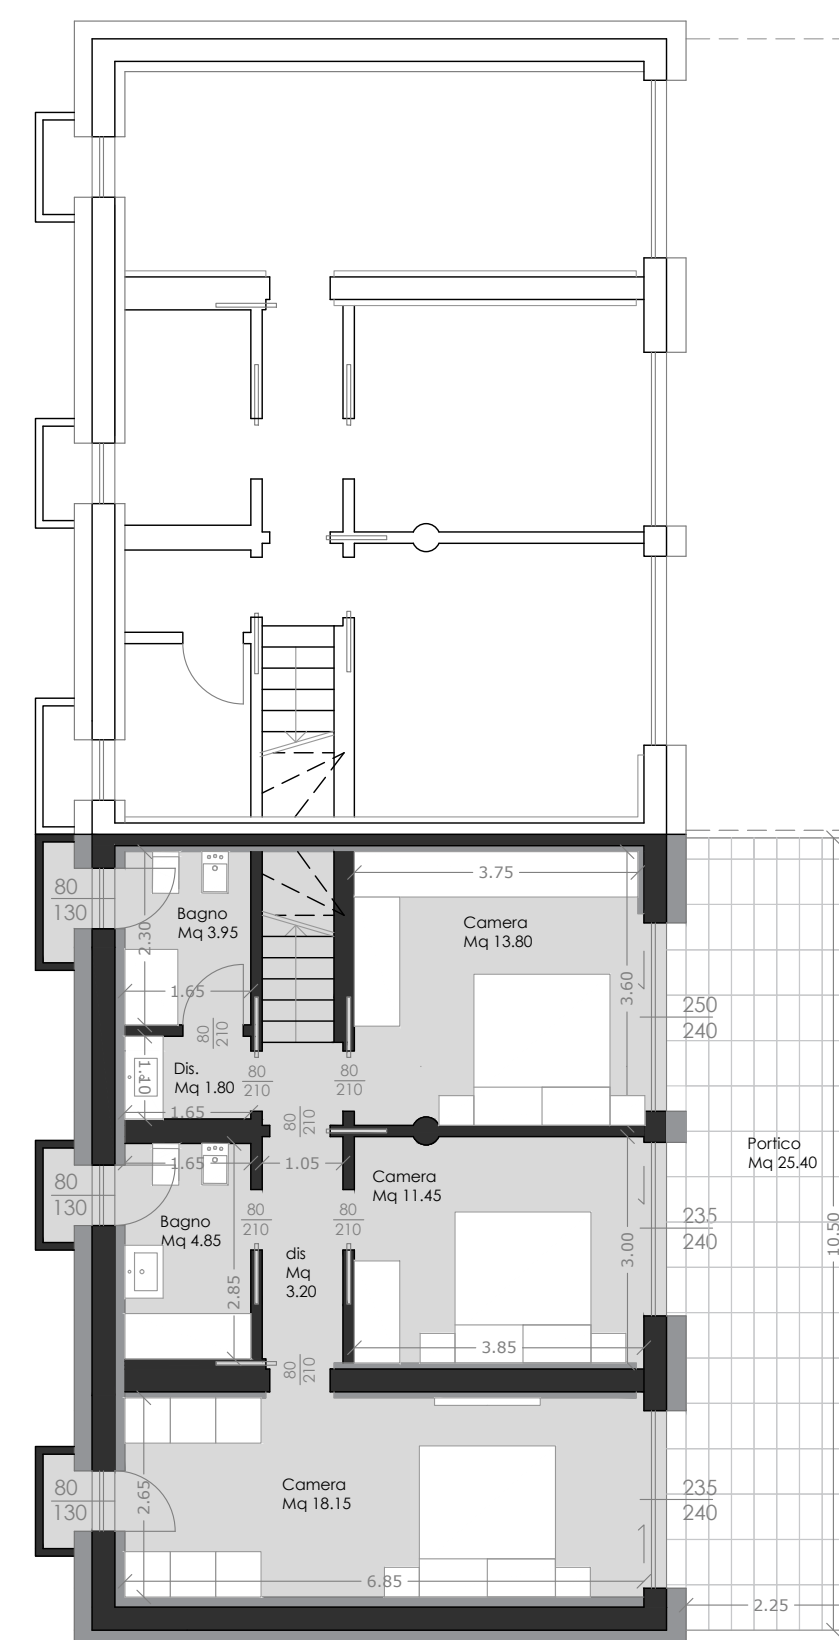 3.75
80
130
Bagno
Mq 3.95
Camera
Mq 13.80
2.30
3.60
1.65
250
240
80
210
Dis.
Mq 1.80
1.10
80
210
80
210
1.65
80
210
Portico
Mq 25.40
1.65
1.05
Camera
Mq 11.45
80
130
Bagno
Mq 4.85
80
210
80
210
235
240
10.50
3.00
dis
Mq
3.20
2.85
3.85
80
210
Camera
Mq 18.15
80
130
2.65
235
240
6.85
2.25